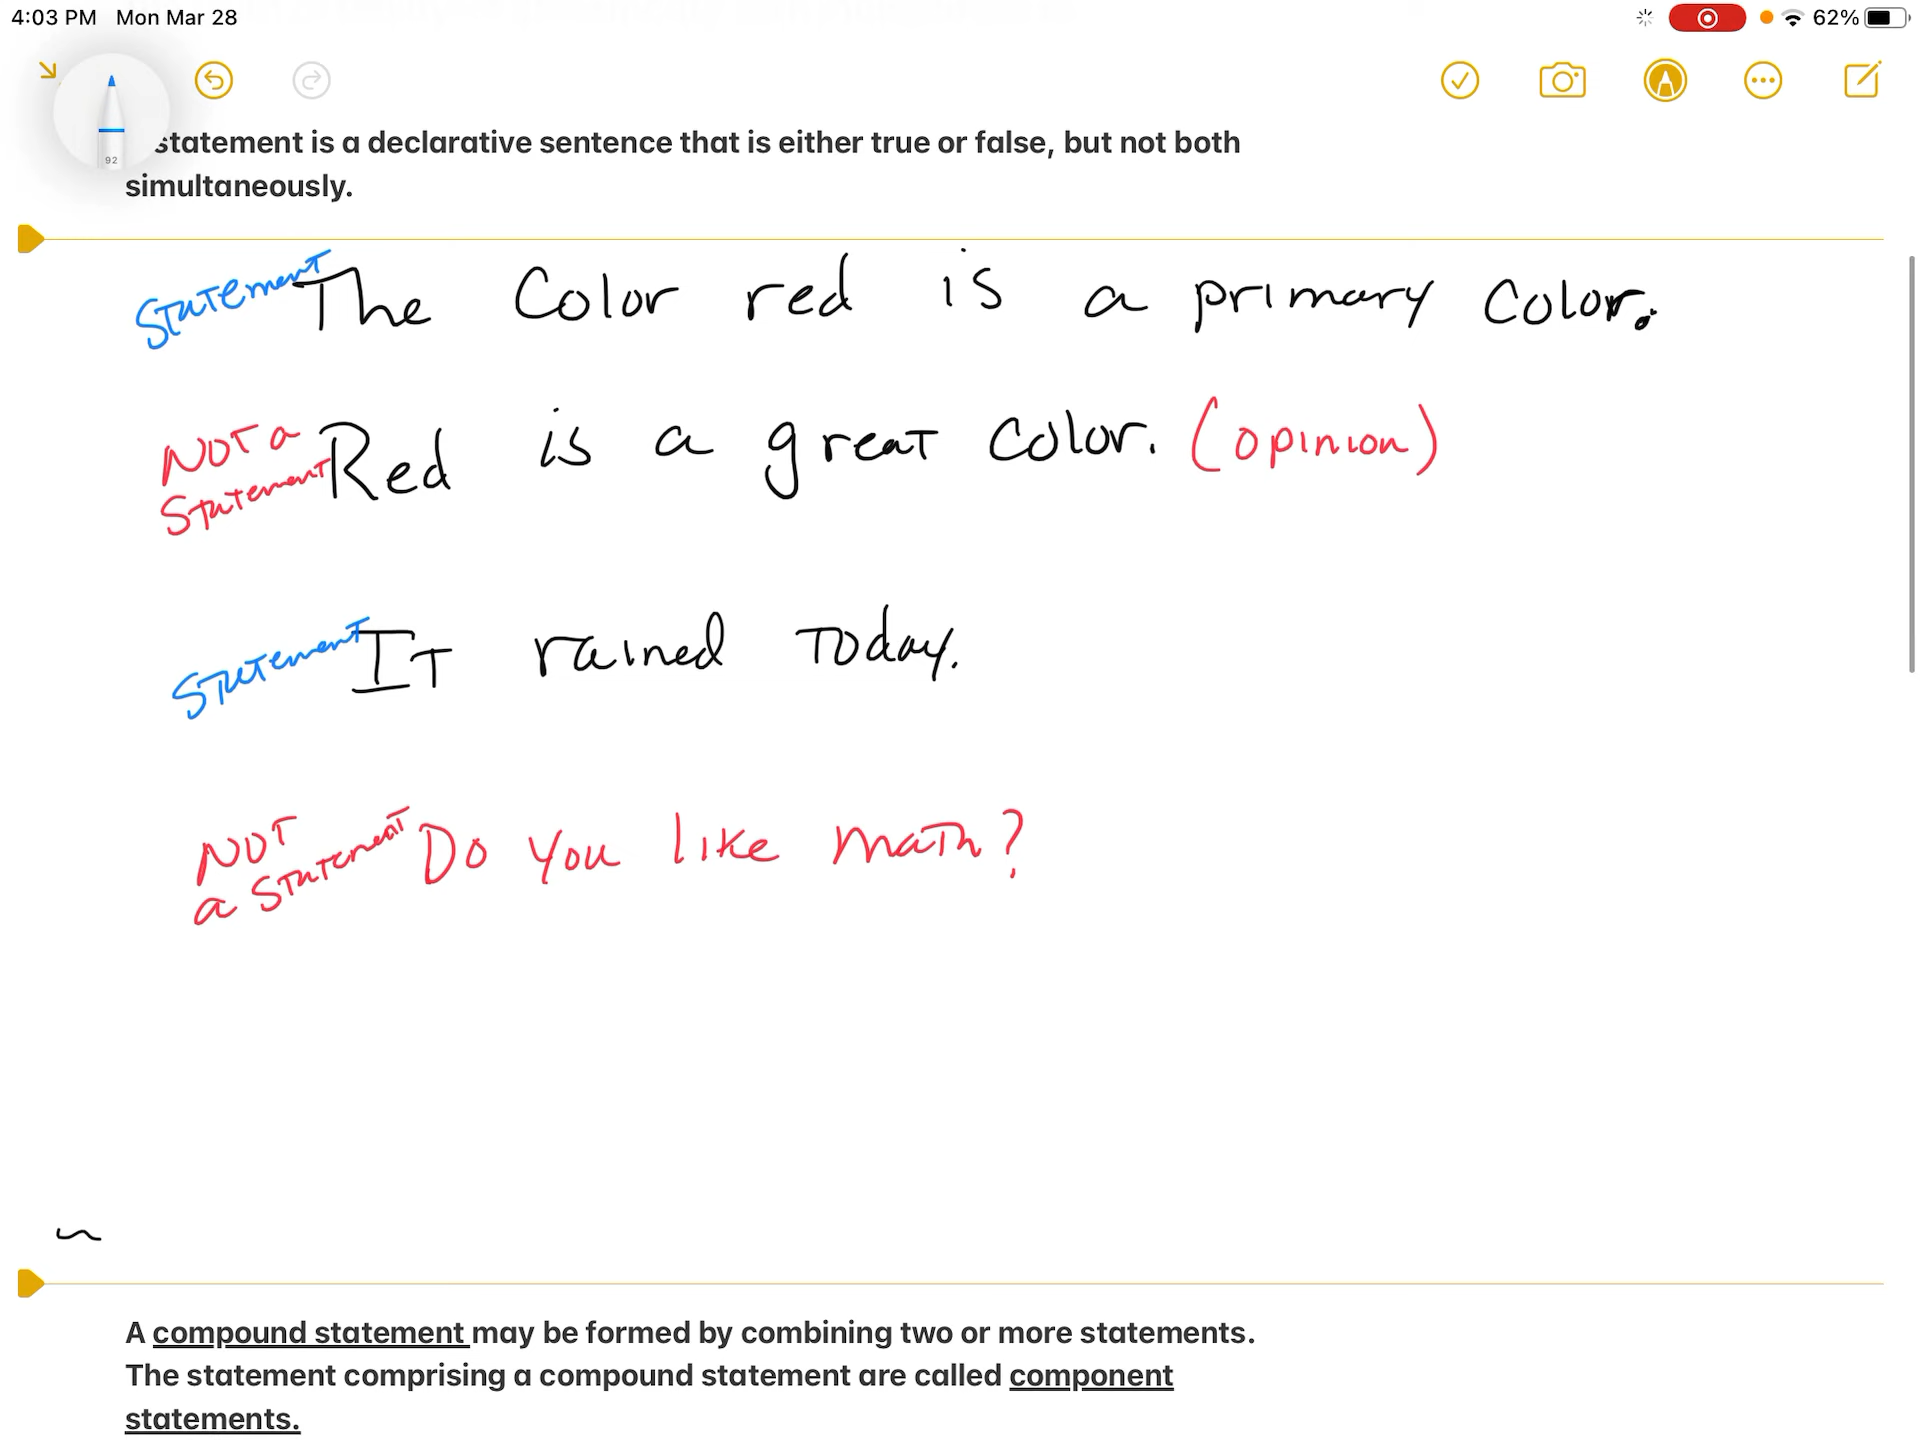 4:03 PM Mon Mar 28 62%
92
statement is a declarative sentence that is either true or false, but not both
simultaneously.
Statement The Color red is a primary Color.
NOT a
Statement Red is a great Color. (opinion)
Statement IT rained Today.
NOT
a Statement Do you like math?
A compound statement may be formed by combining two or more statements.
The statement comprising a compound statement are called component
statements.